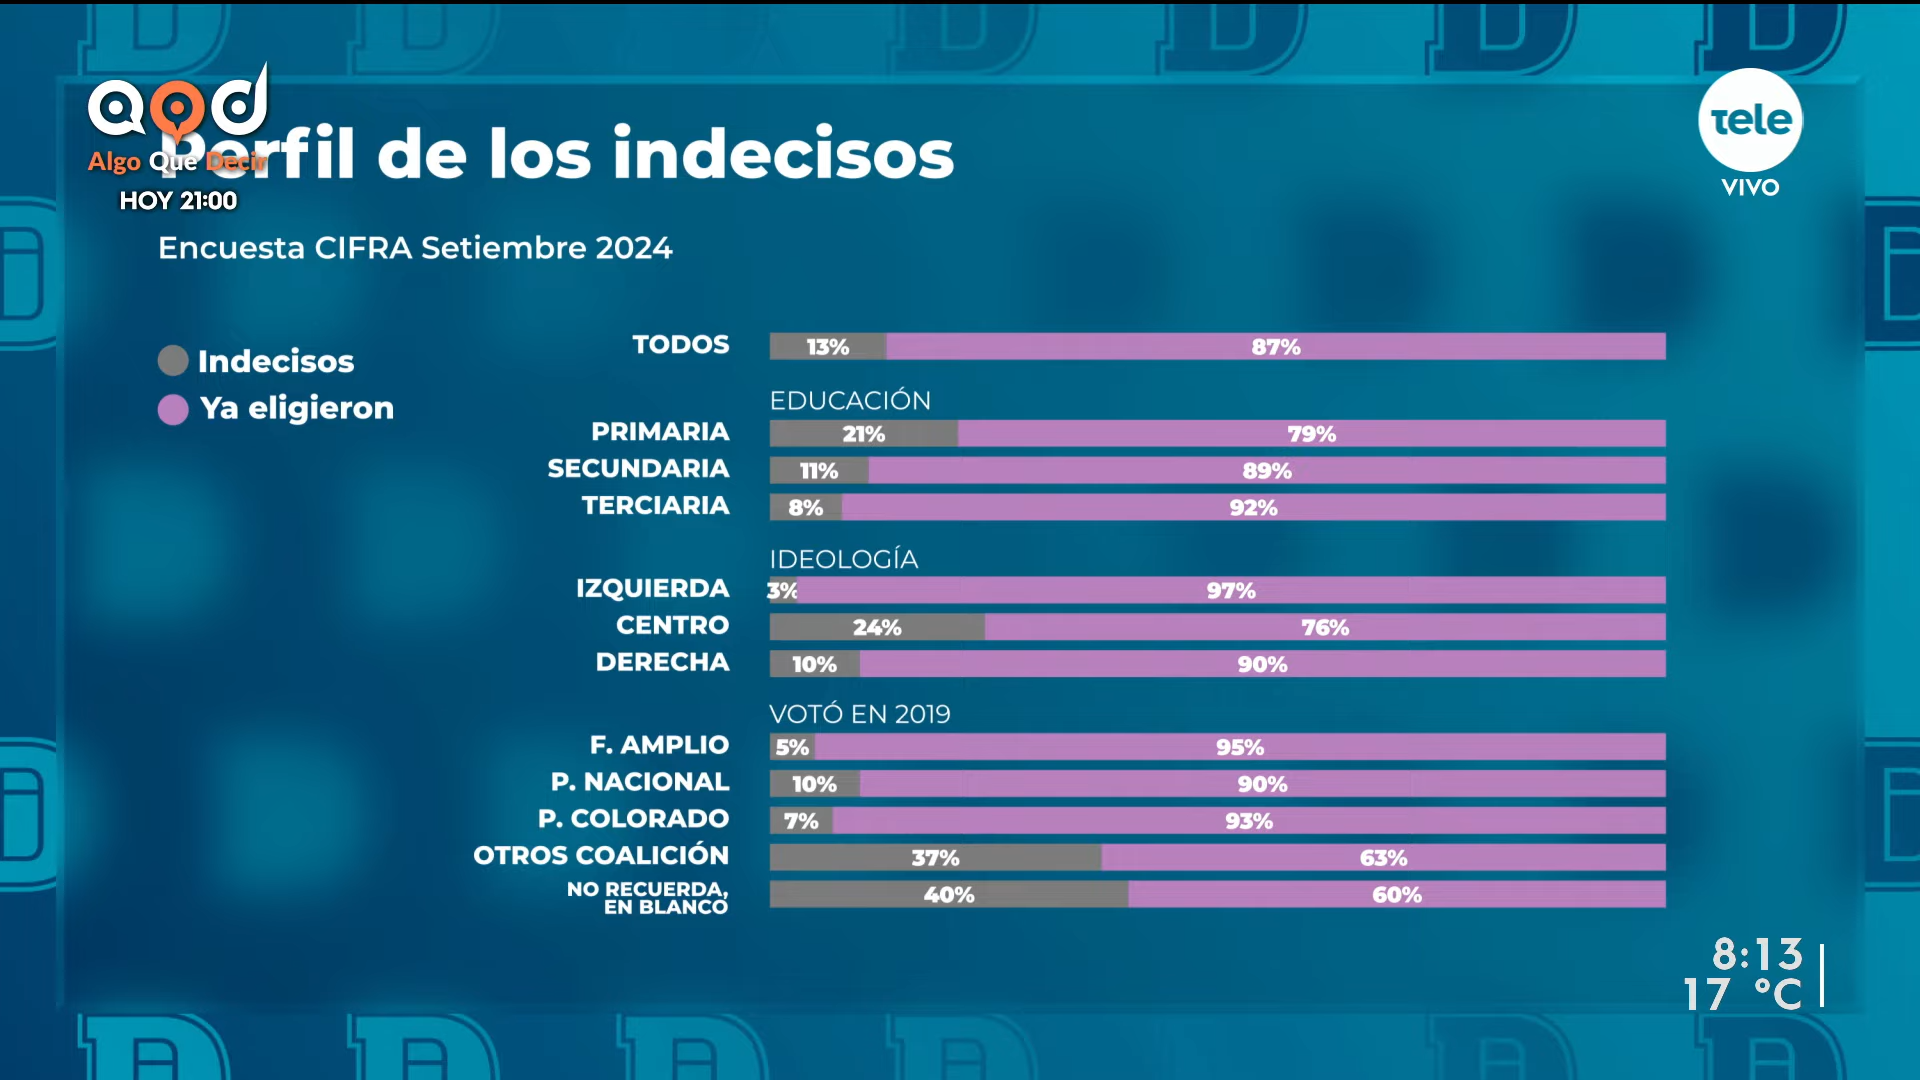 aqd
Algo Que Decir
HOY 21:00
Perfil de los indecisos
tele
VIVO
Encuesta CIFRA Setiembre 2024
Indecisos
Ya eligieron
TODOS 13% 87%
EDUCACIÓN
PRIMARIA 21% 79%
SECUNDARIA 11% 89%
TERCIARIA 8% 92%
IDEOLOGÍA
IZQUIERDA 3% 97%
CENTRO 24% 76%
DERECHA 10% 90%
VOTÓ EN 2019
F. AMPLIO 5% 95%
P. NACIONAL 10% 90%
P. COLORADO 7% 93%
OTROS COALICIÓN 37% 63%
NO RECUERDA,
EN BLANCO 40% 60%
8:13
17 °C